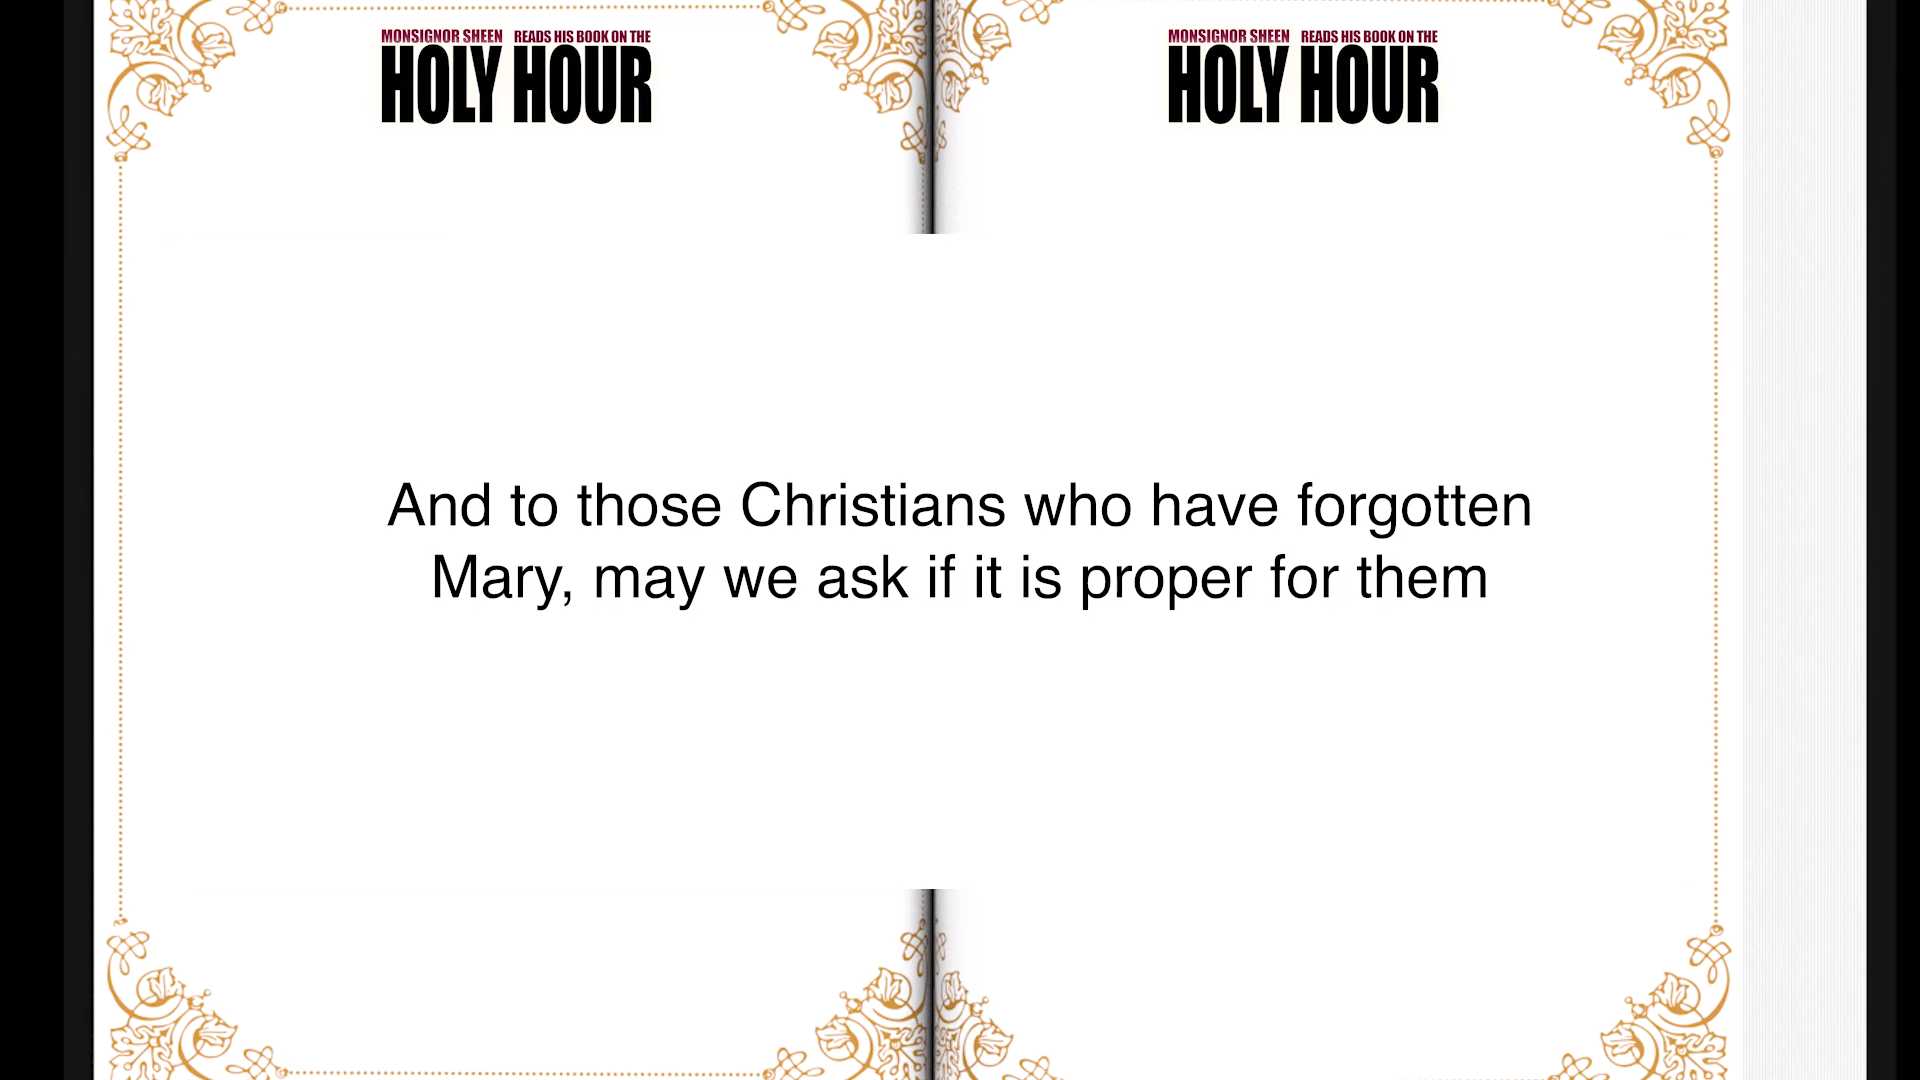 MONSIGNOR SHEEN READS HIS BOOK ON THE
HOLY HOUR
MONSIGNOR SHEEN READS HIS BOOK ON THE
HOLY HOUR
And to those Christians who have forgotten
Mary, may we ask if it is proper for them